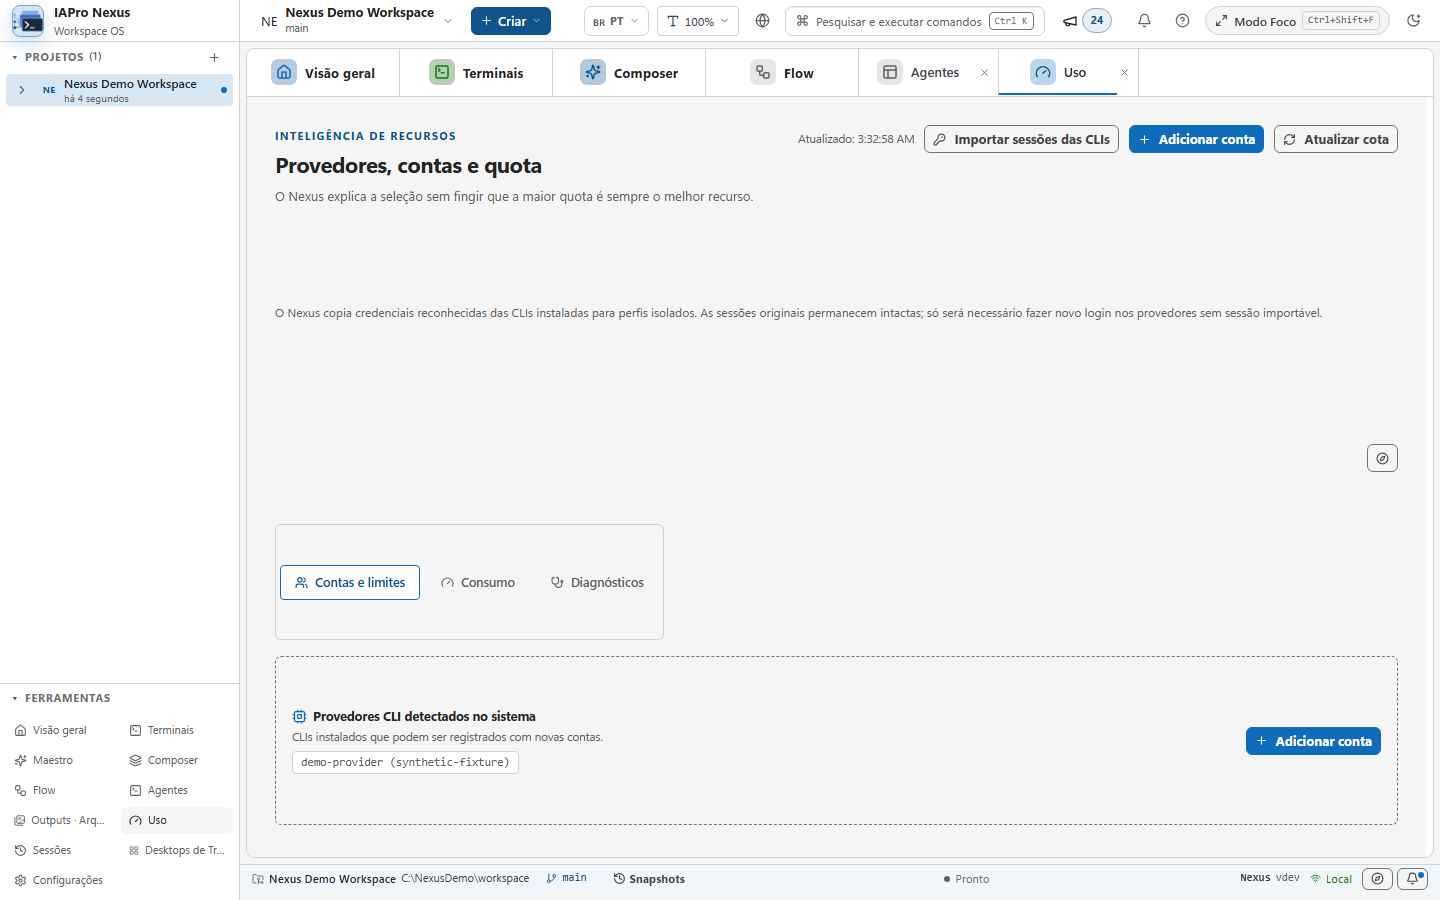 IAPro Nexus
Workspace OS
NE
Nexus Demo Workspace
main
Criar
BR PT
100%
Pesquisar e executar comandos
Ctrl K
24
Modo Foco
Ctrl+Shift+F
PROJETOS (1)
NE
Nexus Demo Workspace
há 4 segundos
Visão geral
Terminais
Composer
Flow
Agentes
Uso
INTELIGÊNCIA DE RECURSOS
Provedores, contas e quota
O Nexus explica a seleção sem fingir que a maior quota é sempre o melhor recurso.
Atualizado: 3:32:58 AM
Importar sessões das CLIs
Adicionar conta
Atualizar cota
O Nexus copia credenciais reconhecidas das CLIs instaladas para perfis isolados. As sessões originais permanecem intactas; só será necessário fazer novo login nos provedores sem sessão importável.
Contas e limites
Consumo
Diagnósticos
Provedores CLI detectados no sistema
CLIs instalados que podem ser registrados com novas contas.
demo-provider (synthetic-fixture)
Adicionar conta
FERRAMENTAS
Visão geral
Terminais
Maestro
Composer
Flow
Agentes
Outputs · Arq...
Uso
Sessões
Desktops de Tr...
Configurações
Nexus Demo Workspace C:\NexusDemo\workspace
main
Snapshots
Pronto
Nexus vdev
Local